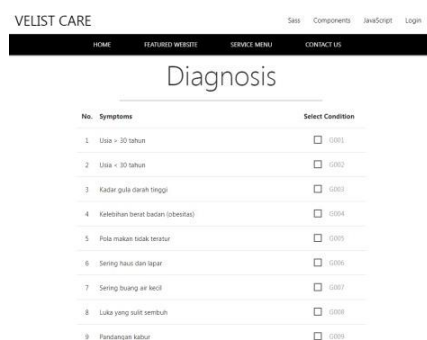 VELIST CARE Sass Components JavaScript Login
HOME FEATURED WEBSITE SERVICE MENU CONTACT US
Diagnosis
No. Symptoms Select Condition
1 Usia > 30 tahun G001
2 Usia < 30 tahun G002
3 Kadar gula darah tinggi G003
4 Kelebihan berat badan (obesitas) G004
5 Pola makan tidak teratur G005
6 Sering haus dan lapar G006
7 Sering buang air kecil G007
8 Luka yang sulit sembuh G008
9 Pandangan kabur G009